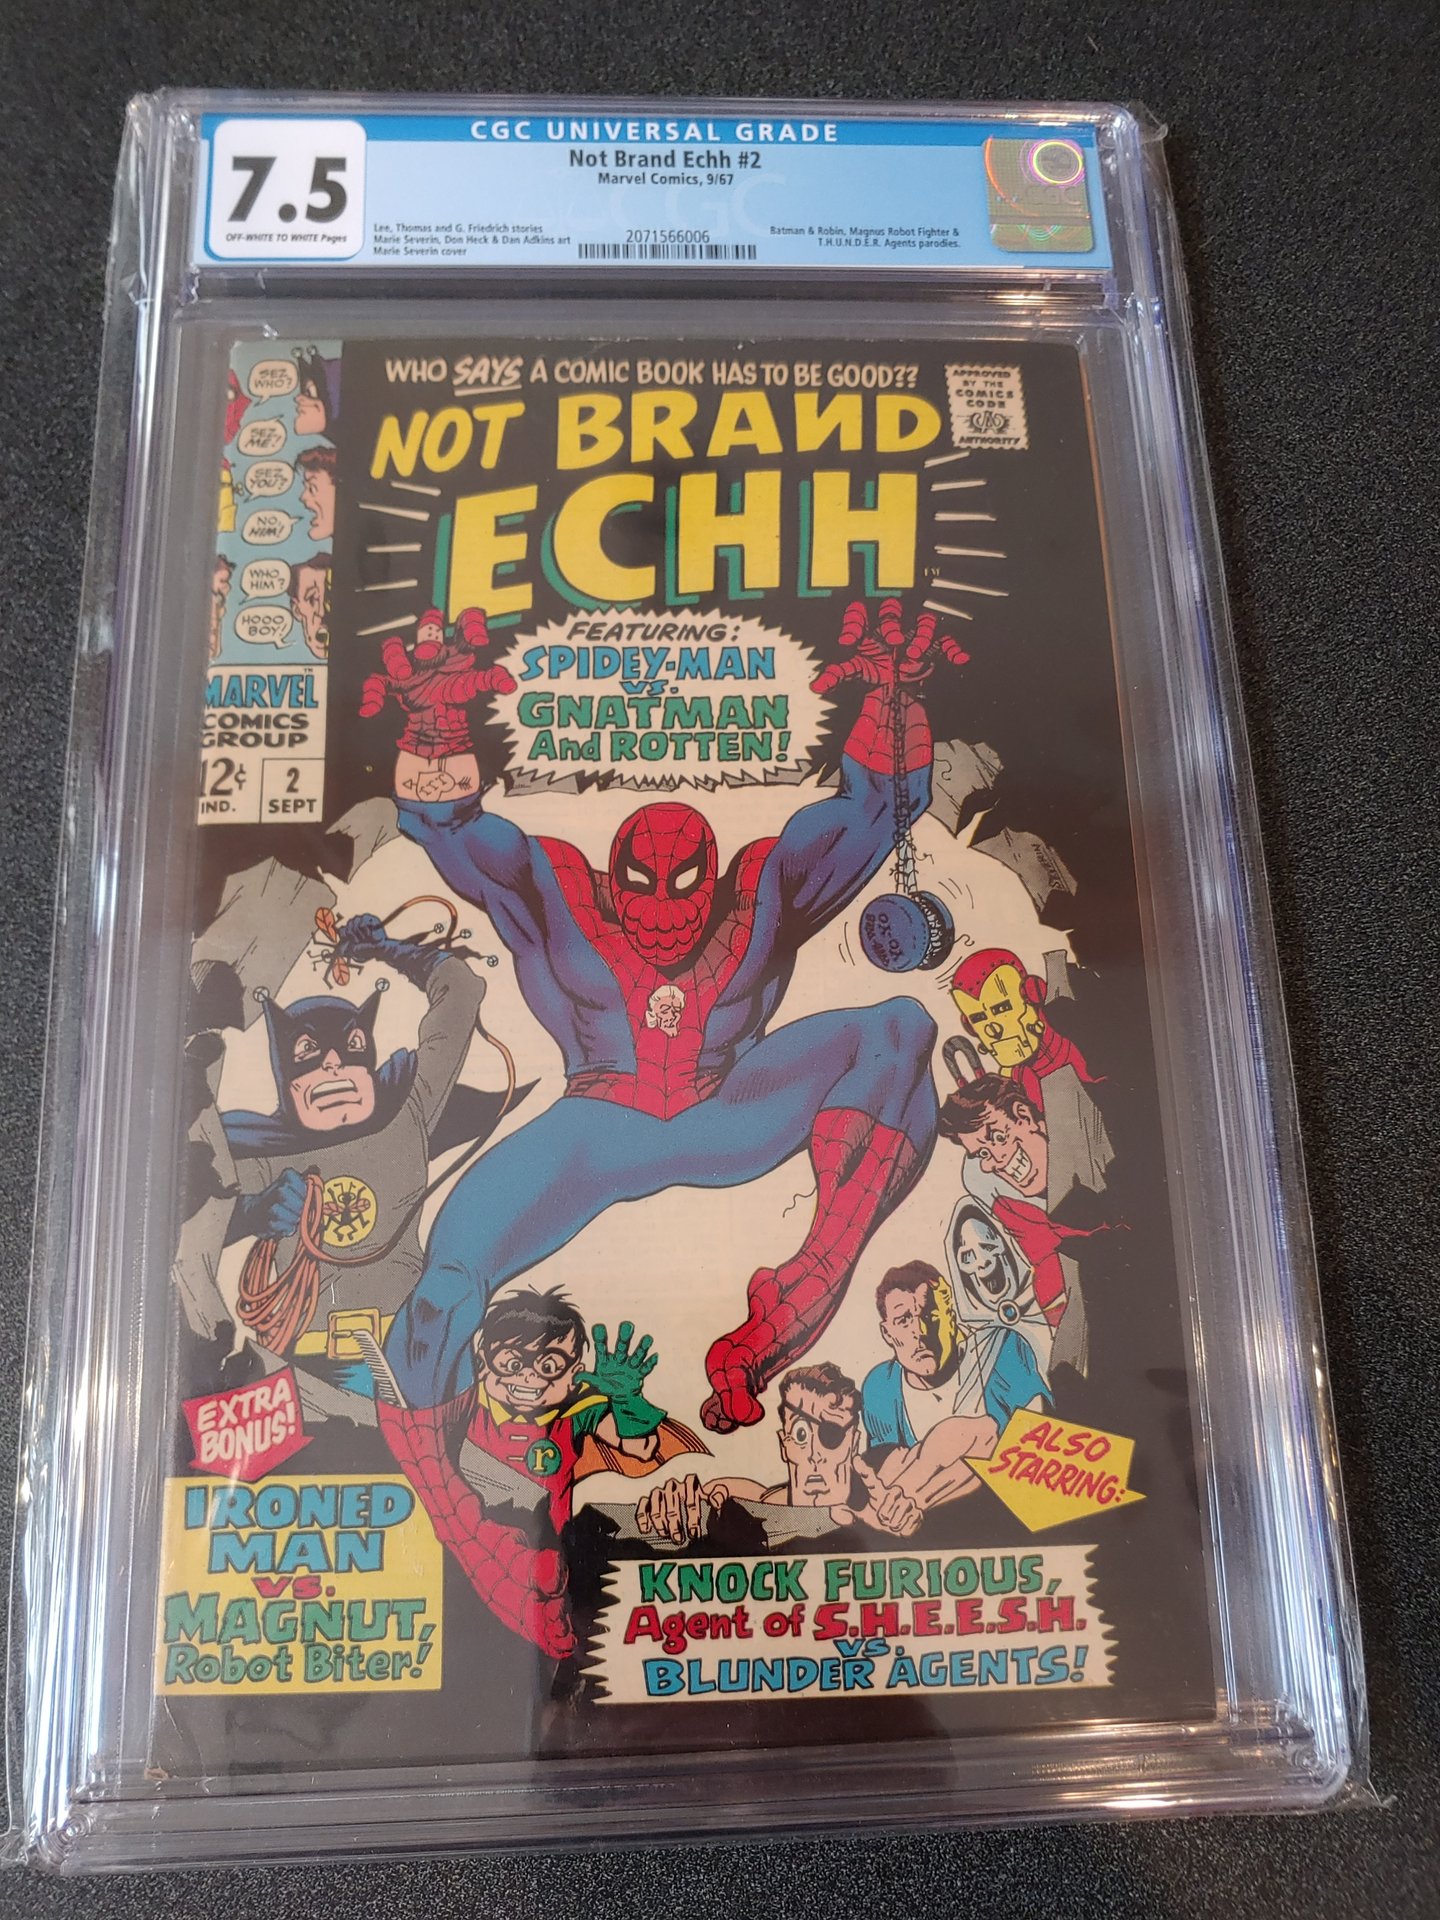 CGC UNIVERSAL GRADE
7.5
OFF-WHITE TO WHITE Pages
Not Brand Echh #2
Marvel Comics, 9/67
Lee, Thomas and G. Friedrich stories
Marie Severin, Don Heck & Dan Adkins art
Marie Severin cover
2071566006
Batman & Robin, Magnus Robot Fighter &
T.H.U.N.D.E.R. Agents parodies.
CGC
WHO SAYS A COMIC BOOK HAS TO BE GOOD??
NOT BRAND
ECHH
TM
APPROVED
BY THE
COMICS
CODE
AUTHORITY
SEZ
WHO?
SEZ
ME!
SEZ
YOU?
NO,
HIM!
WHO,
HIM?
HOOO
BOY!
MARVEL
COMICS
GROUP
12¢
IND.
2
SEPT
FEATURING:
SPIDEY-MAN
VS.
GNATMAN
And ROTTEN!
XXX
r
EXTRA
BONUS!
IRONED
MAN
VS.
MAGNUT,
Robot Biter!
ALSO
STARRING:
KNOCK FURIOUS,
Agent of S.H.E.E.S.H.
VS.
BLUNDER AGENTS!